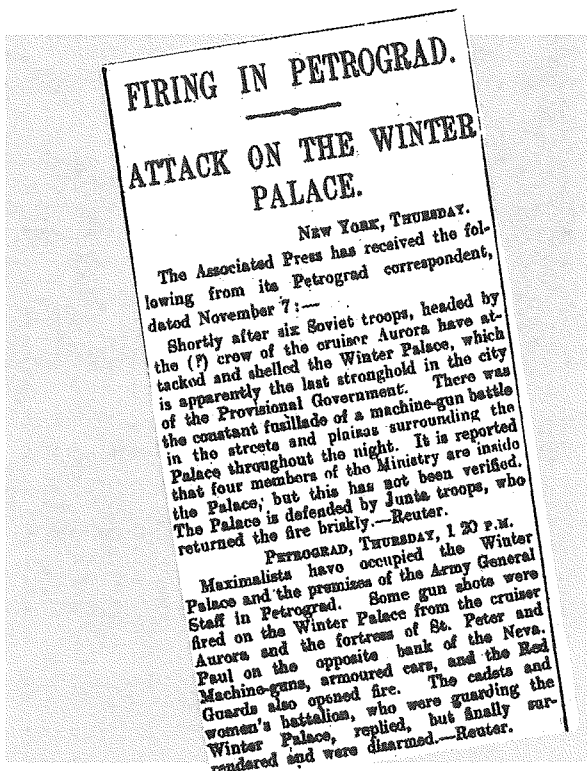 FIRING IN PETROGRAD.
ATTACK ON THE WINTER
PALACE.
NEW YORK, THURSDAY.
The Associated Press has received the fol-
lowing from its Petrograd correspondent,
dated November 7:—
Shortly after six Soviet troops, headed by
the (?) crew of the cruiser Aurora have at-
tacked and shelled the Winter Palace, which
is apparently the last stronghold in the city
of the Provisional Government. There was
the constant fusillade of a machine-gun battle
in the streets and plaisas surrounding the
Palace throughout the night. It is reported
that four members of the Ministry are inside
the Palace, but this has not been verified.
The Palace is defended by Junta troops, who
returned the fire briskly.—Reuter.
PETROGRAD, THURSDAY, 1 20 P.M.
Maximalists have occupied the Winter
Palace and the premises of the Army General
Staff in Petrograd. Some gun shots were
fired on the Winter Palace from the cruiser
Aurora and the fortress of St. Peter and
Paul on the opposite bank of the Neva.
Machine-guns, armoured cars, and the Red
Guards also opened fire. The cadets and
women's battalion, who were guarding the
Winter Palace, replied, but finally sur-
rendered and were disarmed.—Reuter.